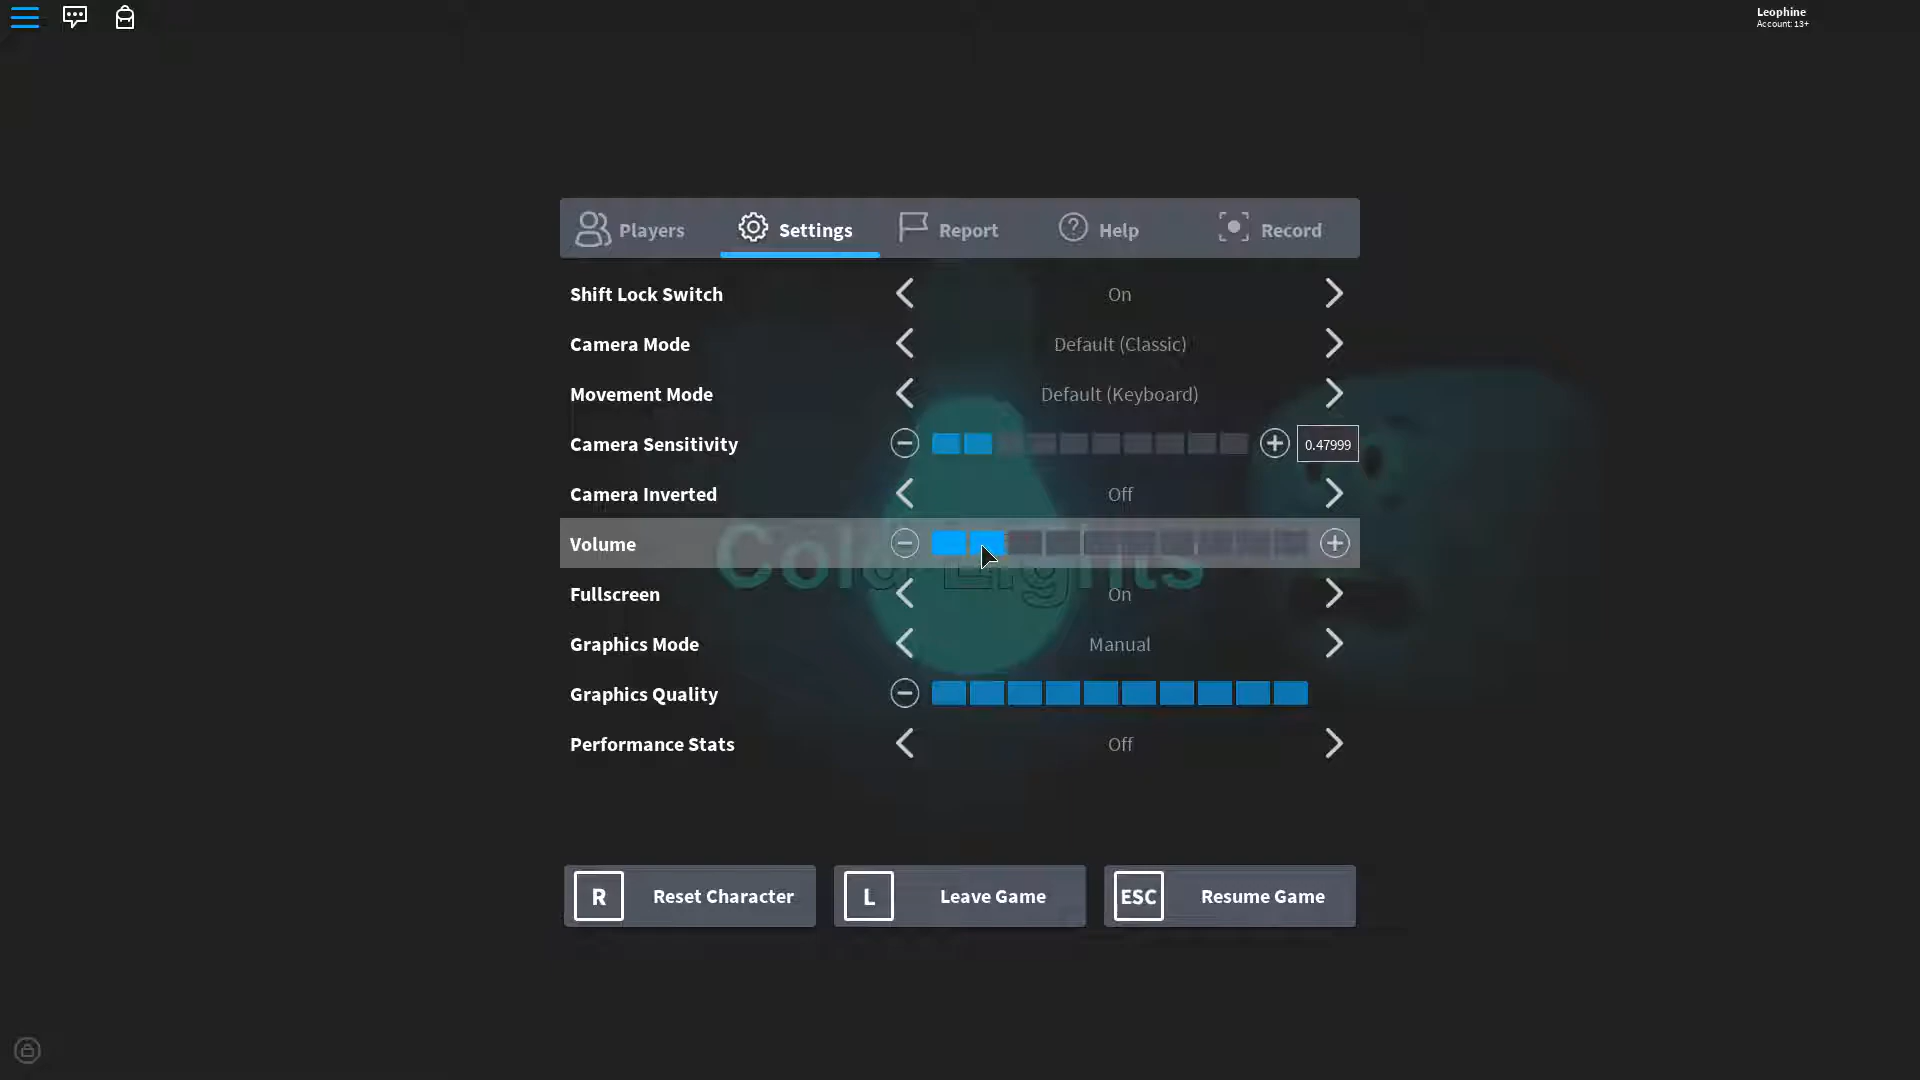 Leophine
Account: 13+
Players Settings Report Help Record
Shift Lock Switch On
Camera Mode Default (Classic)
Movement Mode Default (Keyboard)
Camera Sensitivity 0.47999
Camera Inverted Off
Volume
Cold Lights
Fullscreen On
Graphics Mode Manual
Graphics Quality
Performance Stats Off
R Reset Character L Leave Game ESC Resume Game